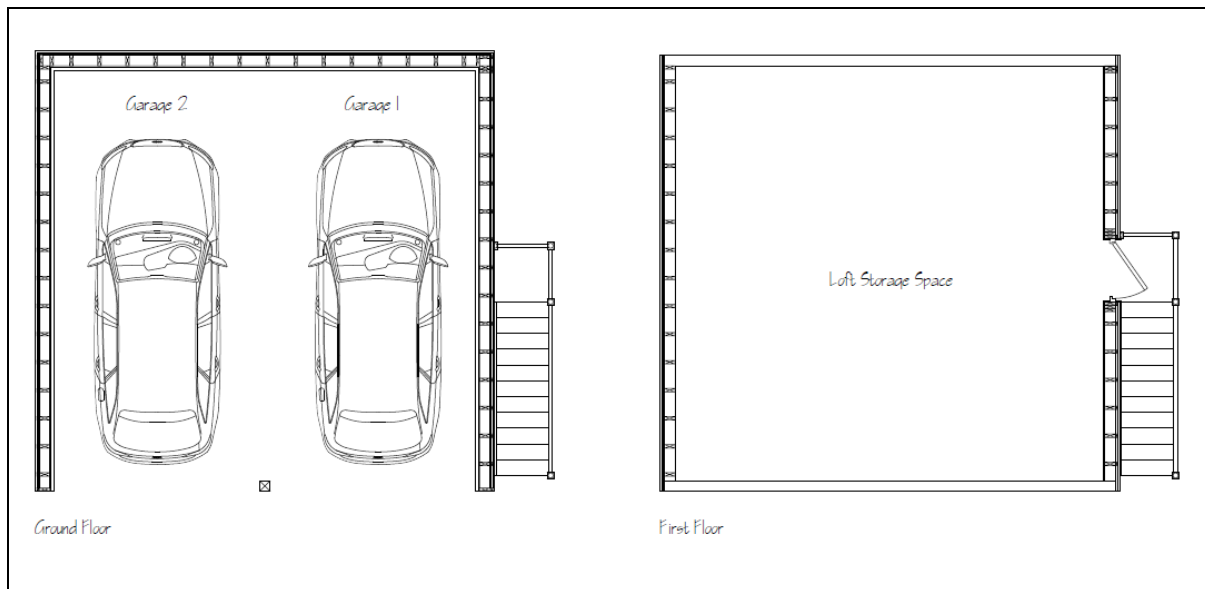 Garage 2
Garage 1
Loft Storage Space
Ground Floor
First Floor